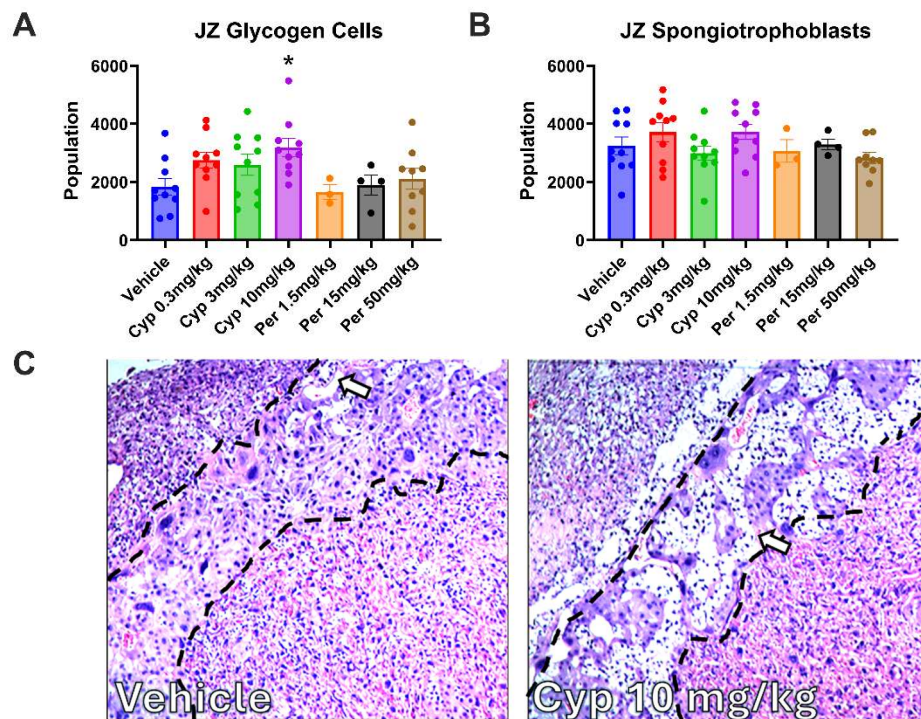 A
JZ Glycogen Cells
Population
6000
4000
2000
0
*
Vehicle
Cyp 0.3mg/kg
Cyp 3mg/kg
Cyp 10mg/kg
Per 1.5mg/kg
Per 15mg/kg
Per 50mg/kg
B
JZ Spongiotrophoblasts
Population
6000
4000
2000
0
Vehicle
Cyp 0.3mg/kg
Cyp 3mg/kg
Cyp 10mg/kg
Per 1.5mg/kg
Per 15mg/kg
Per 50mg/kg
C
Vehicle
Cyp 10 mg/kg